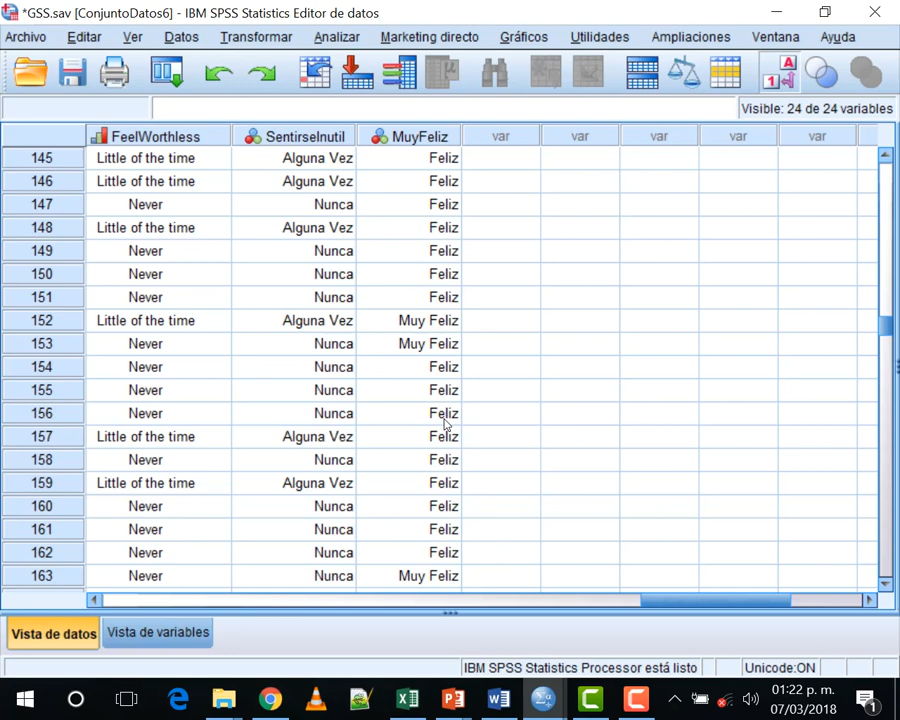 *GSS.sav [ConjuntoDatos6] - IBM SPSS Statistics Editor de datos
Archivo Editar Ver Datos Transformar Analizar Marketing directo Gráficos Utilidades Ampliaciones Ventana Ayuda
Visible: 24 de 24 variables
FeelWorthless SentirseInutil MuyFeliz var var var var var
145 Little of the time Alguna Vez Feliz
146 Little of the time Alguna Vez Feliz
147 Never Nunca Feliz
148 Little of the time Alguna Vez Feliz
149 Never Nunca Feliz
150 Never Nunca Feliz
151 Never Nunca Feliz
152 Little of the time Alguna Vez Muy Feliz
153 Never Nunca Muy Feliz
154 Never Nunca Feliz
155 Never Nunca Feliz
156 Never Nunca Feliz
157 Little of the time Alguna Vez Feliz
158 Never Nunca Feliz
159 Little of the time Alguna Vez Feliz
160 Never Nunca Feliz
161 Never Nunca Feliz
162 Never Nunca Feliz
163 Never Nunca Muy Feliz
Vista de datos Vista de variables
IBM SPSS Statistics Processor está listo Unicode:ON
01:22 p. m.
07/03/2018
1